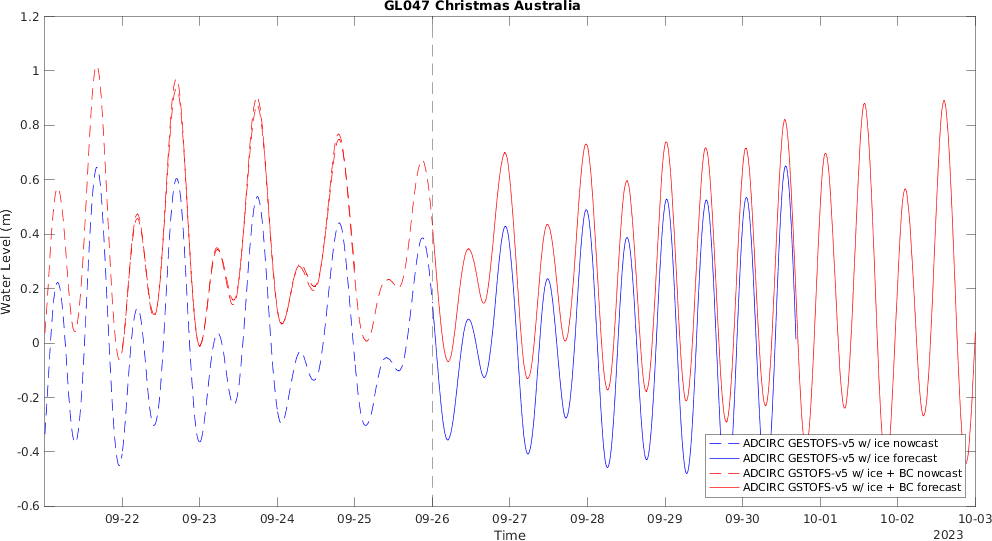 GL047 Christmas Australia
1.2
1
0.8
0.6
0.4
0.2
0
-0.2
-0.4
-0.6
Water Level (m)
ADCIRC GESTOFS-v5 w/ ice nowcast
ADCIRC GESTOFS-v5 w/ ice forecast
ADCIRC GSTOFS-v5 w/ ice + BC nowcast
ADCIRC GSTOFS-v5 w/ ice + BC forecast
09-22 09-23 09-24 09-25 09-26 09-27 09-28 09-29 09-30 10-01 10-02 10-03
Time
2023